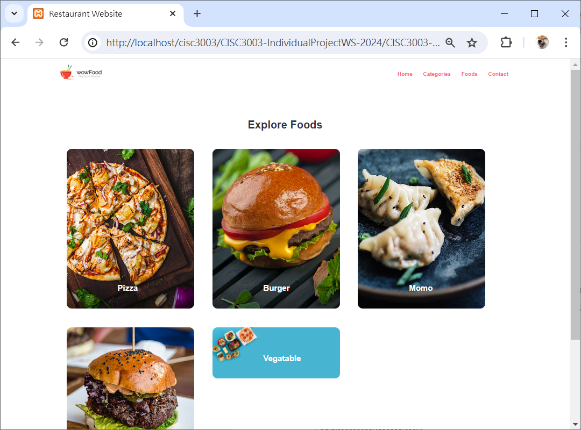 Restaurant Website
http://localhost/cisc3003/CISC3003-IndividualProjectWS-2024/CISC3003-...
wowFood
Home Categories Foods Contact
Explore Foods
Pizza Burger Momo
Vegatable